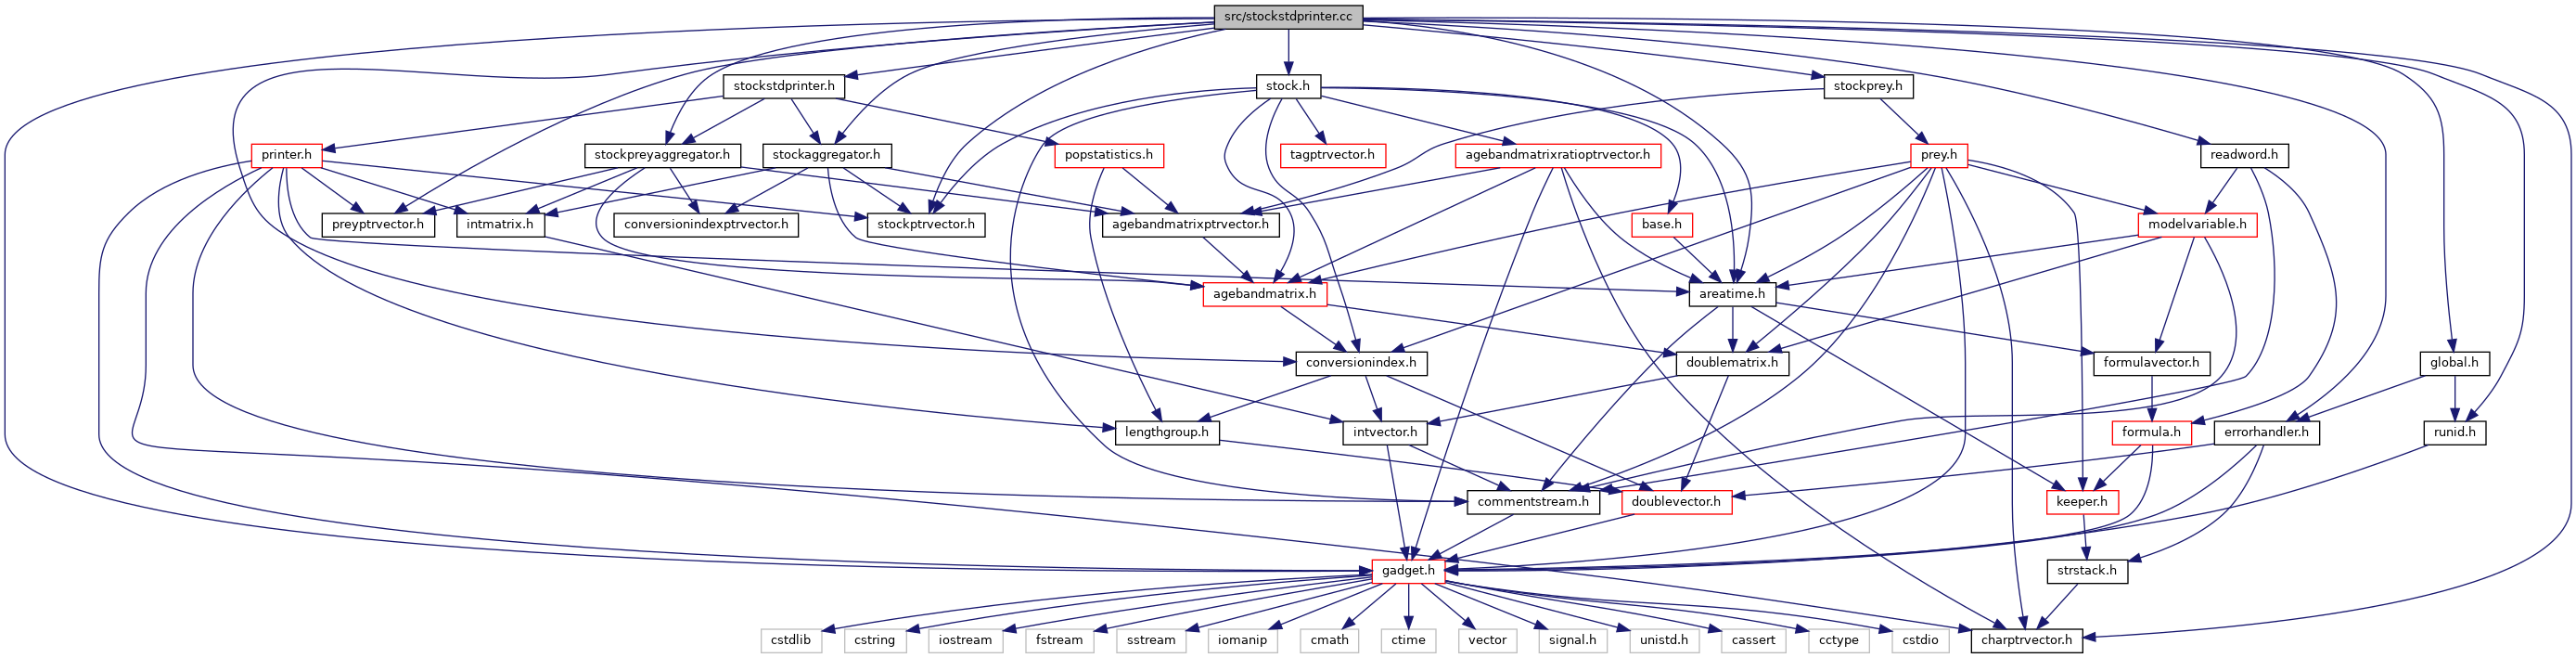 src/stockstdprinter.cc
stockstdprinter.h
stock.h
stockprey.h
printer.h
stockpreyaggregator.h
stockaggregator.h
popstatistics.h
tagptrvector.h
agebandmatrixratioptrvector.h
prey.h
readword.h
preyptrvector.h
intmatrix.h
conversionindexptrvector.h
stockptrvector.h
agebandmatrixptrvector.h
base.h
modelvariable.h
agebandmatrix.h
areatime.h
conversionindex.h
doublematrix.h
formulavector.h
global.h
lengthgroup.h
intvector.h
formula.h
errorhandler.h
runid.h
commentstream.h
doublevector.h
keeper.h
gadget.h
strstack.h
cstdlib
cstring
iostream
fstream
sstream
iomanip
cmath
ctime
vector
signal.h
unistd.h
cassert
cctype
cstdio
charptrvector.h